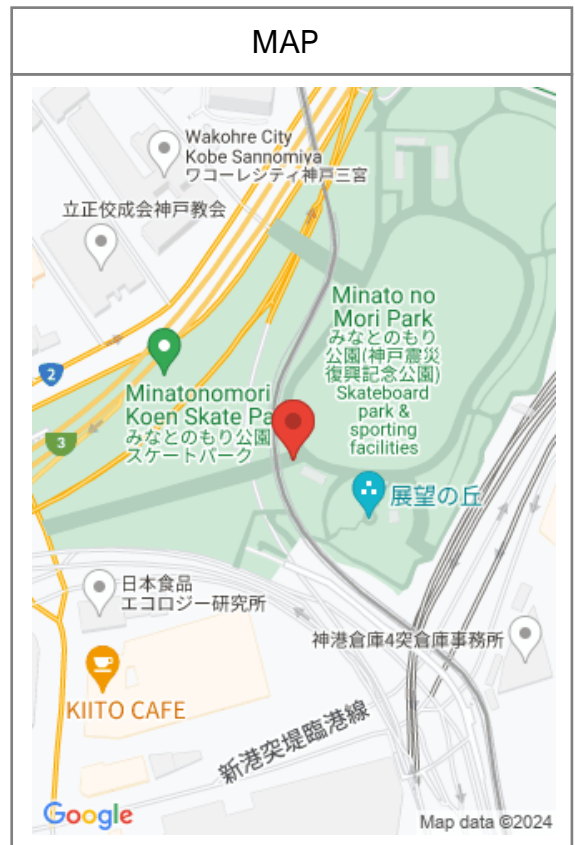 MAP
Wakohre City
Kobe Sannomiya
ワコーレシティ神戸三宮
立正佼成会神戸教会
Minato no
Mori Park
みなとのもり
公園(神戸震災
復興記念公園)
Skateboard
park &
sporting
facilities
2
Minatonomori
Koen Skate Pa
みなとのもり公園
スケートパーク
3
展望の丘
日本食品
エコロジー研究所
神港倉庫4突倉庫事務所
KIITO CAFE
新港突堤臨港線
Google
Map data ©2024